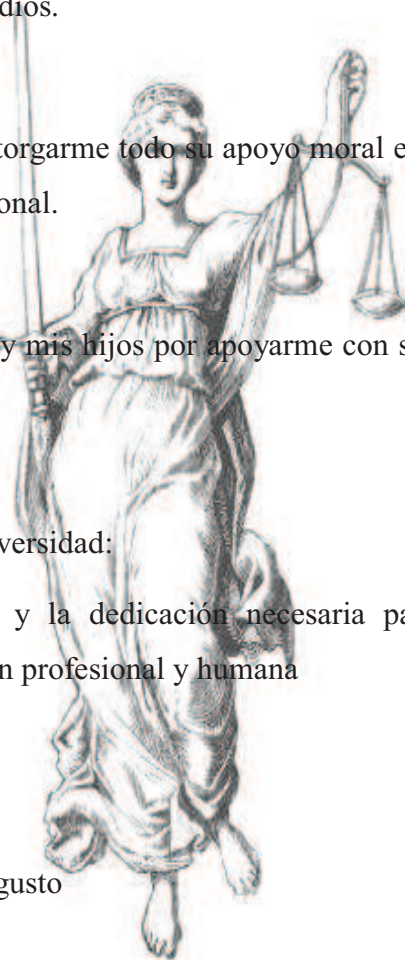 dios.
torgarme todo su apoyo moral e
onal.
y mis hijos por apoyarme con s
versidad:
y la dedicación necesaria pa
n profesional y humana
gusto